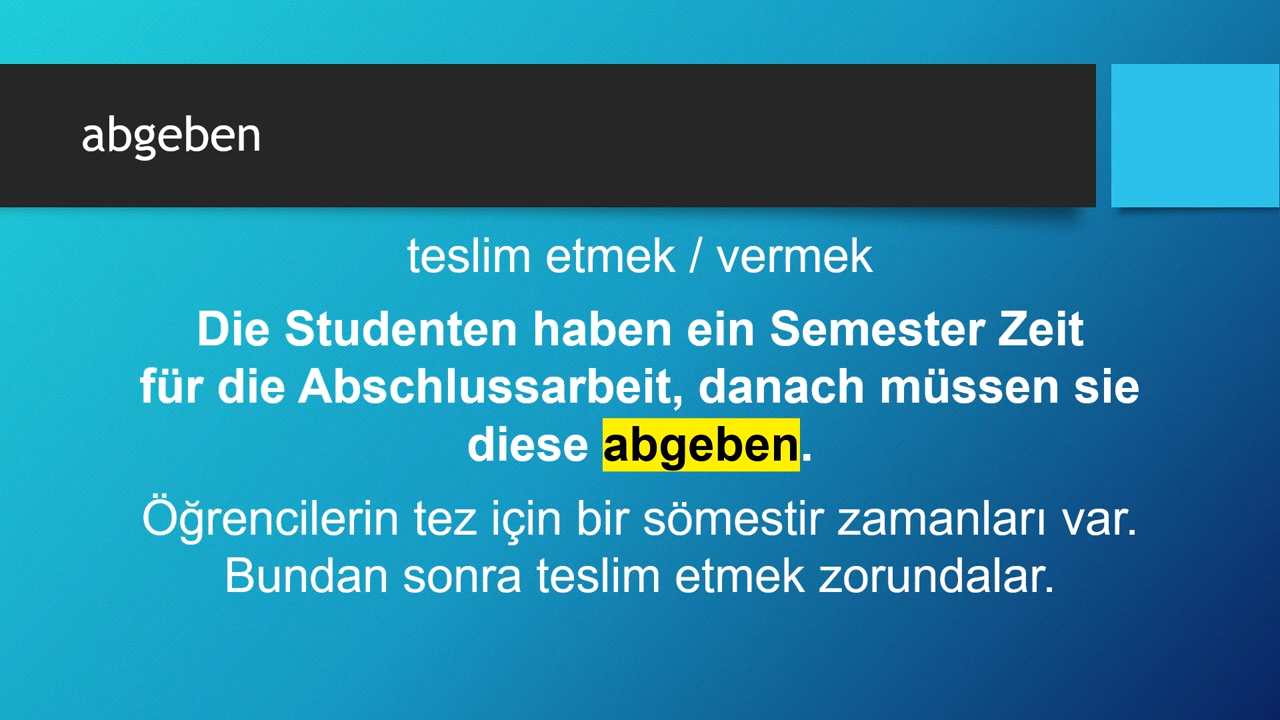 abgeben
teslim etmek / vermek
Die Studenten haben ein Semester Zeit
für die Abschlussarbeit, danach müssen sie
diese abgeben.
Öğrencilerin tez için bir sömestir zamanları var.
Bundan sonra teslim etmek zorundalar.